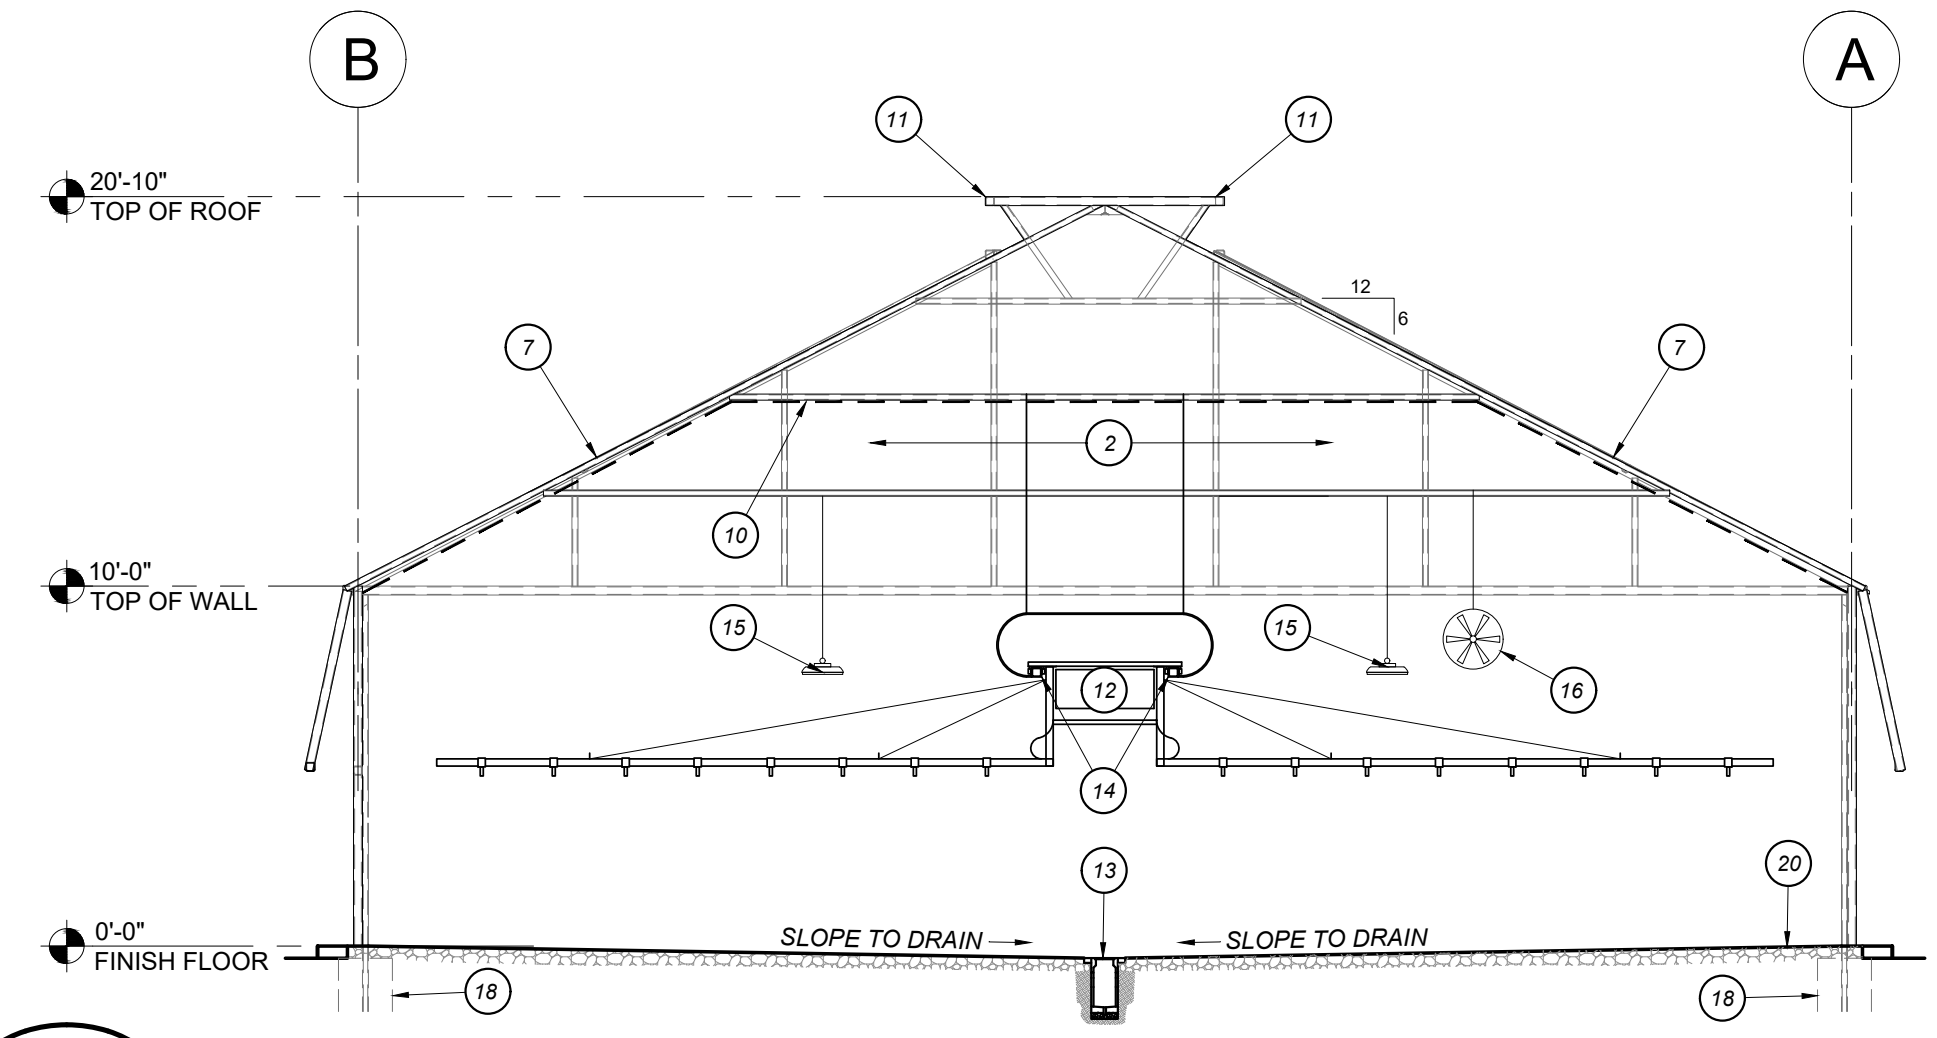 B
A
11
11
20'-10"
TOP OF ROOF
12
6
7
7
2
10
10'-0"
TOP OF WALL
15
15
12
16
14
13
20
0'-0"
FINISH FLOOR
SLOPE TO DRAIN
SLOPE TO DRAIN
18
18